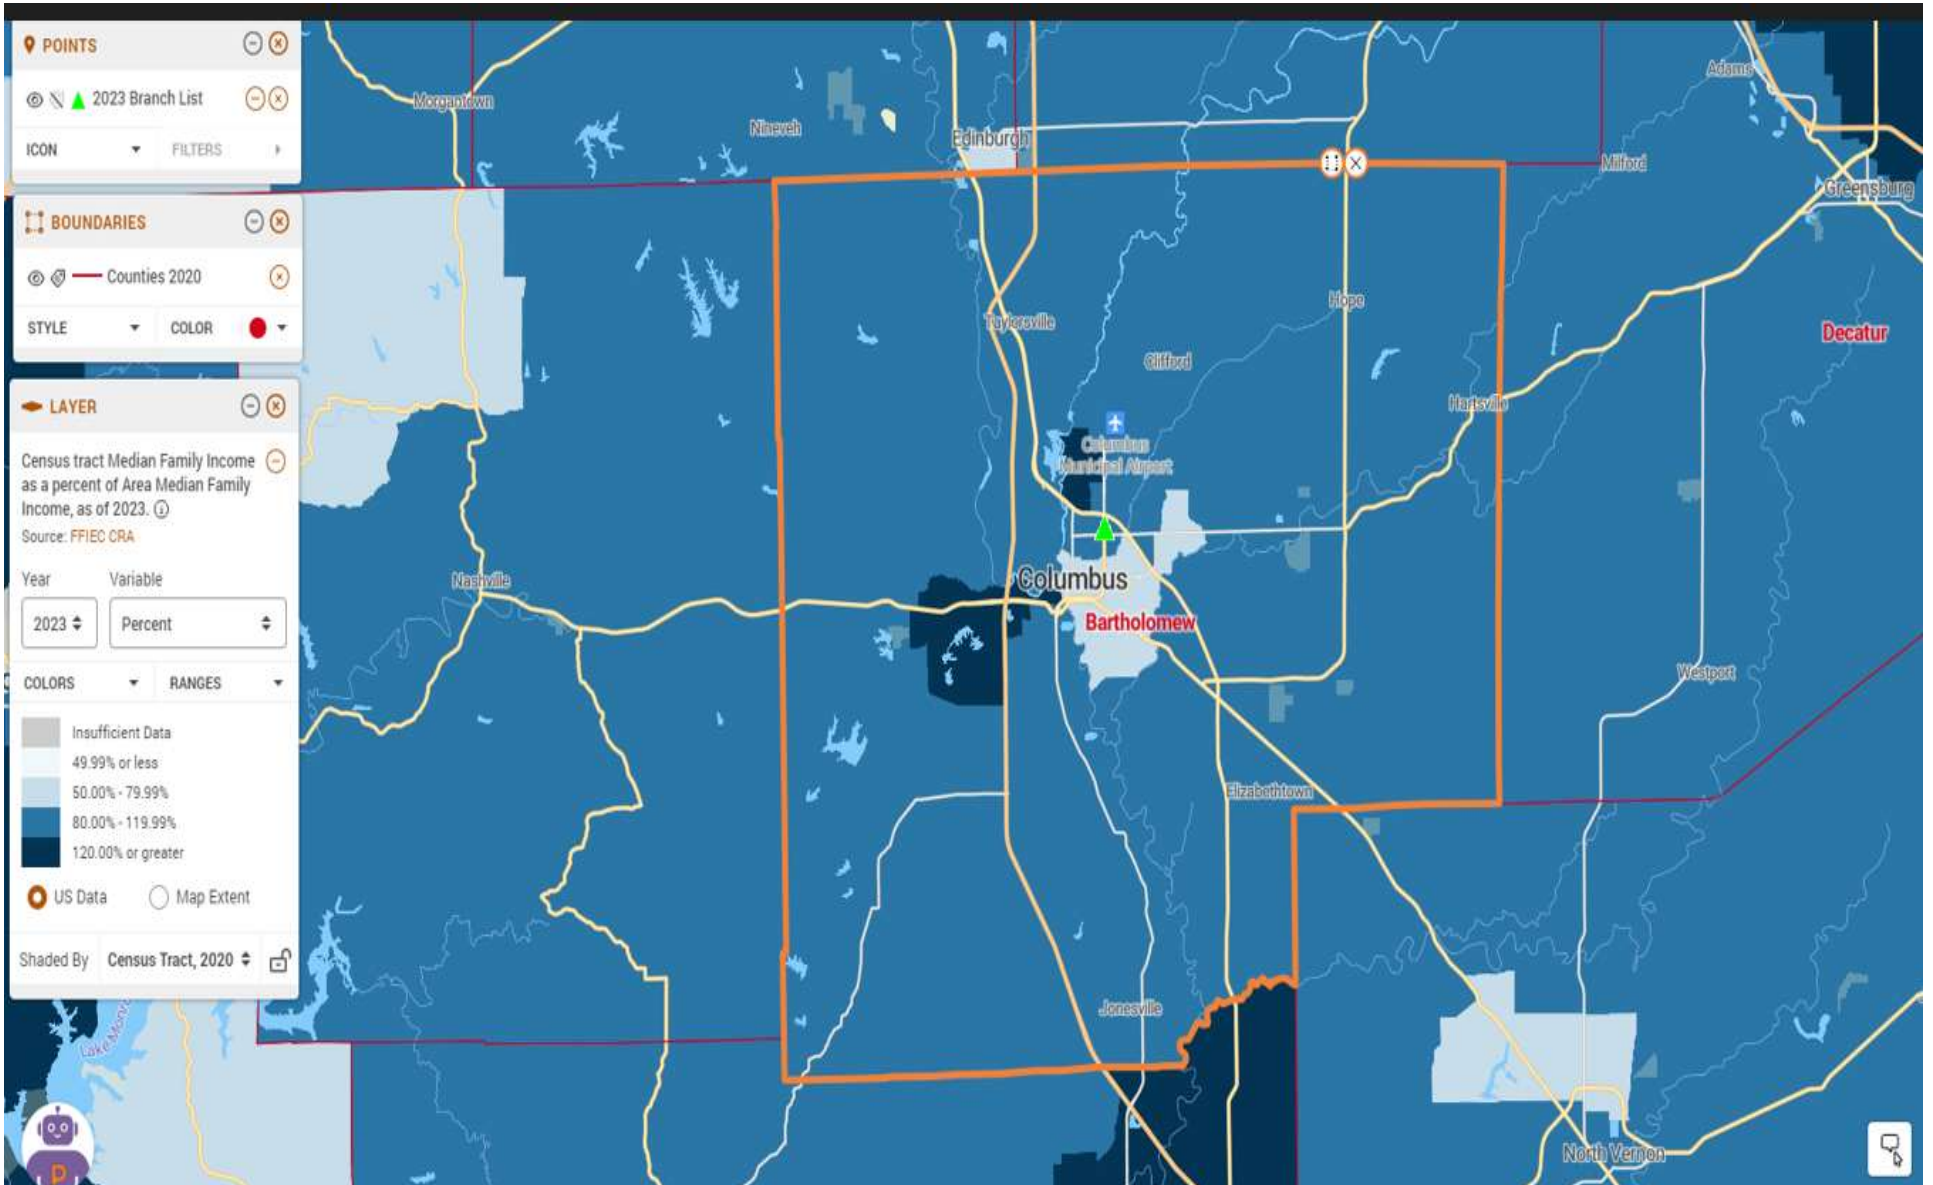 POINTS
2023 Branch List
ICON
FILTERS
BOUNDARIES
Counties 2020
STYLE
COLOR
LAYER
Census tract Median Family Income
as a percent of Area Median Family
Income, as of 2023.
Source: FFIEC CRA
Year
Variable
2023
Percent
COLORS
RANGES
Insufficient Data
49.99% or less
50.00% - 79.99%
80.00% - 119.99%
120.00% or greater
US Data
Map Extent
Shaded By
Census Tract, 2020
Morgantown
Nineveh
Edinburgh
Adams
Milford
Greensburg
Hope
Taylorsville
Clifford
Decatur
Hartsville
Columbus
Municipal Airport
Nashville
Columbus
Bartholomew
Westport
Elizabethtown
Jonesville
North Vernon
P